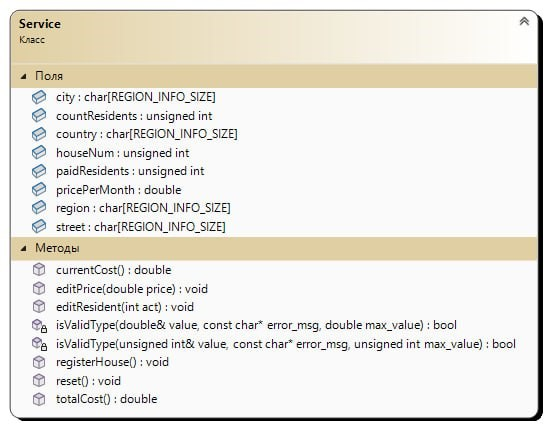 Service
Класс
Поля
city : char[REGION_INFO_SIZE]
countResidents : unsigned int
country : char[REGION_INFO_SIZE]
houseNum : unsigned int
paidResidents : unsigned int
pricePerMonth : double
region : char[REGION_INFO_SIZE]
street : char[REGION_INFO_SIZE]
Методы
currentCost() : double
editPrice(double price) : void
editResident(int act) : void
isValidType(double& value, const char* error_msg, double max_value) : bool
isValidType(unsigned int& value, const char* error_msg, unsigned int max_value) : bool
registerHouse() : void
reset() : void
totalCost() : double